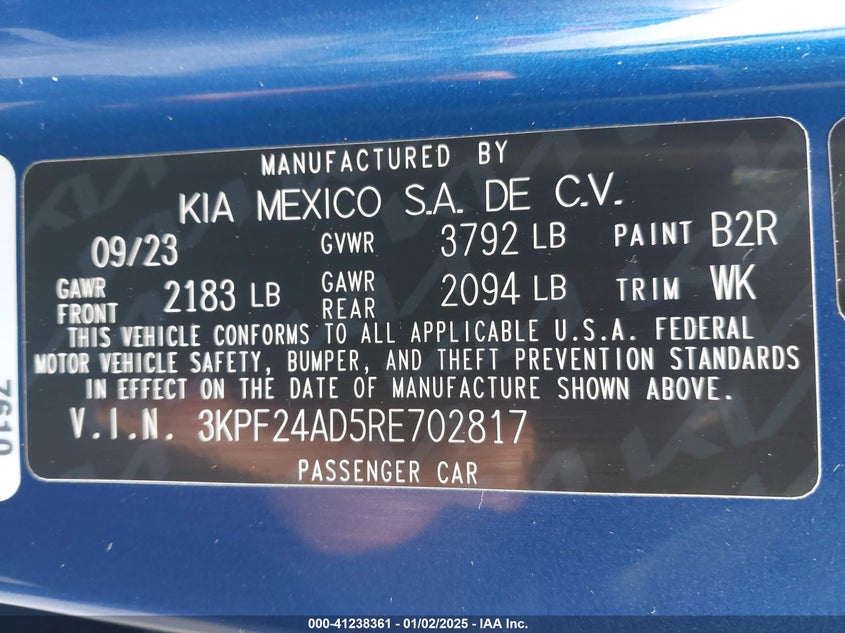 MANUFACTURED BY
KIA MEXICO S.A. DE C.V.
09/23 GVWR 3792 LB PAINT B2R
GAWR FRONT 2183 LB GAWR REAR 2094 LB TRIM WK
THIS VEHICLE CONFORMS TO ALL APPLICABLE U.S.A. FEDERAL
MOTOR VEHICLE SAFETY, BUMPER, AND THEFT PREVENTION STANDARDS
IN EFFECT ON THE DATE OF MANUFACTURE SHOWN ABOVE.
V.I.N. 3KPF24AD5RE702817
PASSENGER CAR
000-41238361 - 01/02/2025 - IAA Inc.